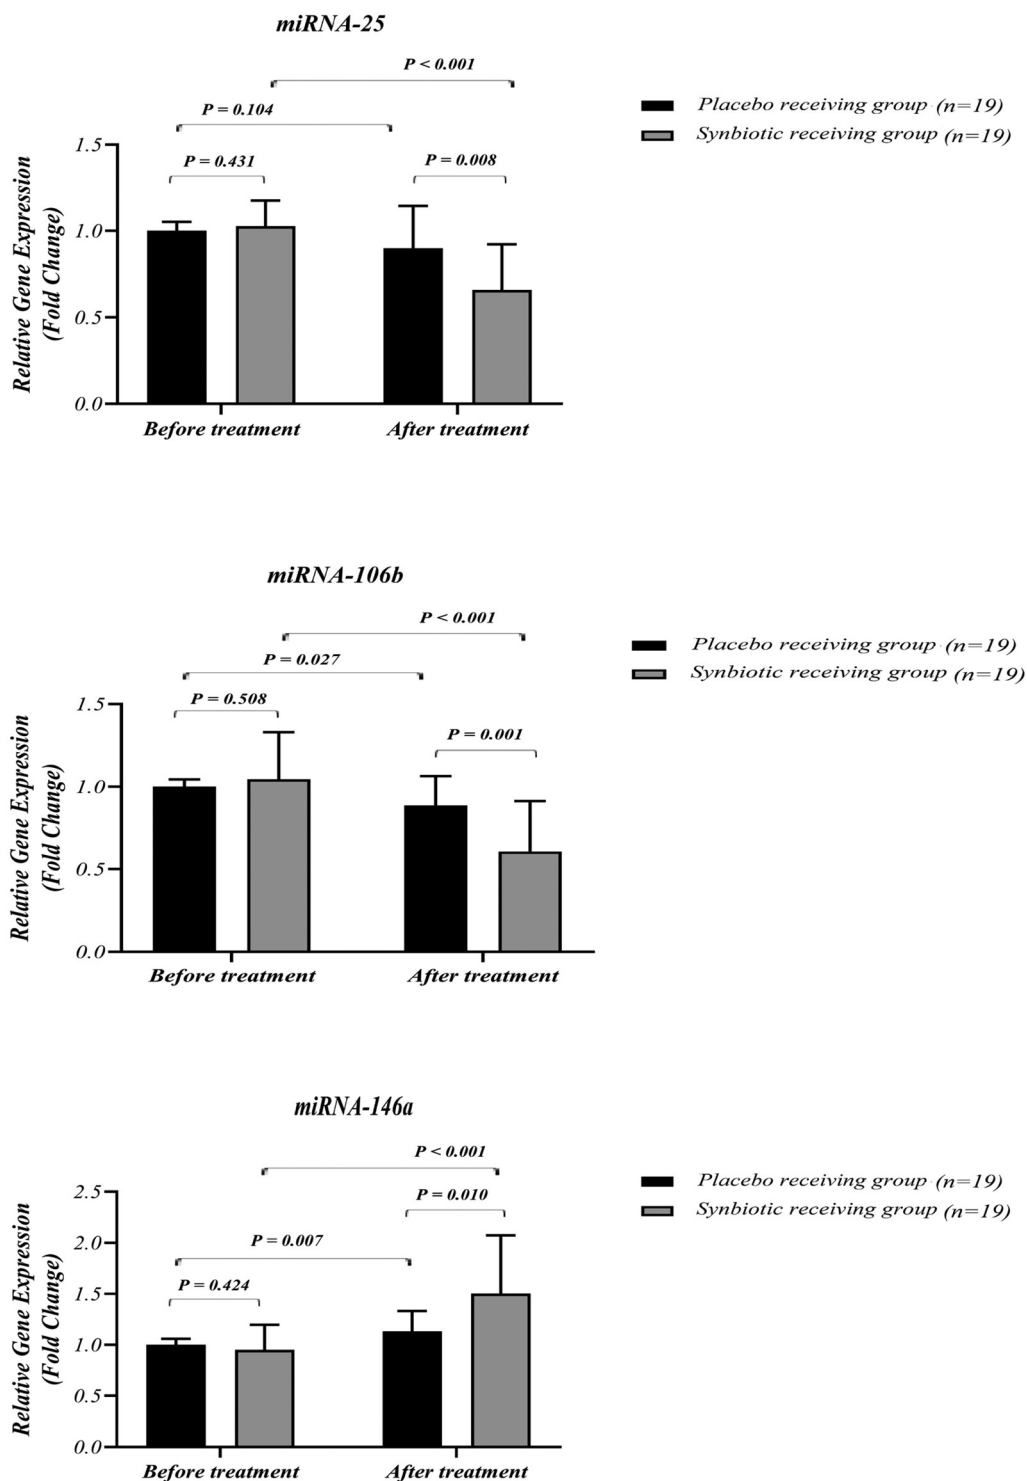 miRNA-25
P < 0.001
P = 0.104
P = 0.431
P = 0.008
Placebo receiving group (n=19)
Synbiotic receiving group (n=19)
Relative Gene Expression
(Fold Change)
1.5
1.0
0.5
0.0
Before treatment
After treatment
miRNA-106b
P < 0.001
P = 0.027
P = 0.508
P = 0.001
Placebo receiving group (n=19)
Synbiotic receiving group (n=19)
Relative Gene Expression
(Fold Change)
1.5
1.0
0.5
0.0
Before treatment
After treatment
miRNA-146a
P < 0.001
P = 0.010
P = 0.007
P = 0.424
Placebo receiving group (n=19)
Synbiotic receiving group (n=19)
Relative Gene Expression
(Fold Change)
2.5
2.0
1.5
1.0
0.5
0.0
Before treatment
After treatment